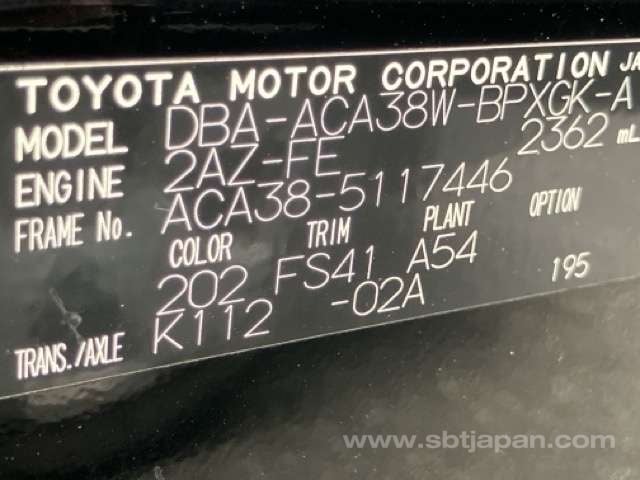 TOYOTA MOTOR CORPORATION JA
MODEL DBA-ACA38W-BPXGK-A
ENGINE 2AZ-FE 2362 mL
FRAME No. ACA38-5117446
COLOR TRIM PLANT OPTION
202 FS41 A54 195
TRANS./AXLE K112 -02A
www.sbtjapan.com